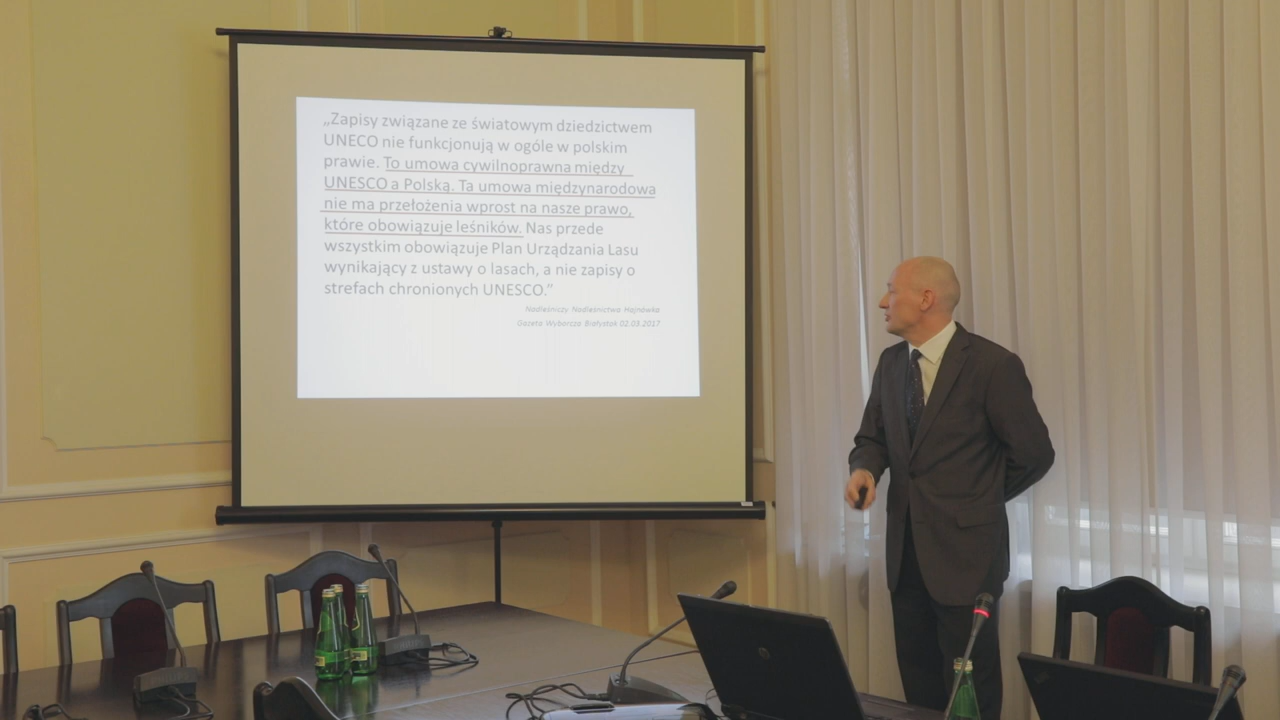 „Zapisy związane ze światowym dziedzictwem
UNECO nie funkcjonują w ogóle w polskim
prawie. To umowa cywilnoprawna między
UNESCO a Polską. Ta umowa międzynarodowa
nie ma przełożenia wprost na nasze prawo,
które obowiązuje leśników. Nas przede
wszystkim obowiązuje Plan Urządzania Lasu
wynikający z ustawy o lasach, a nie zapisy o
strefach chronionych UNESCO.”
Nadleśniczy Nadleśnictwa Hajnówka
Gazeta Wyborcza Białystok 02.03.2017